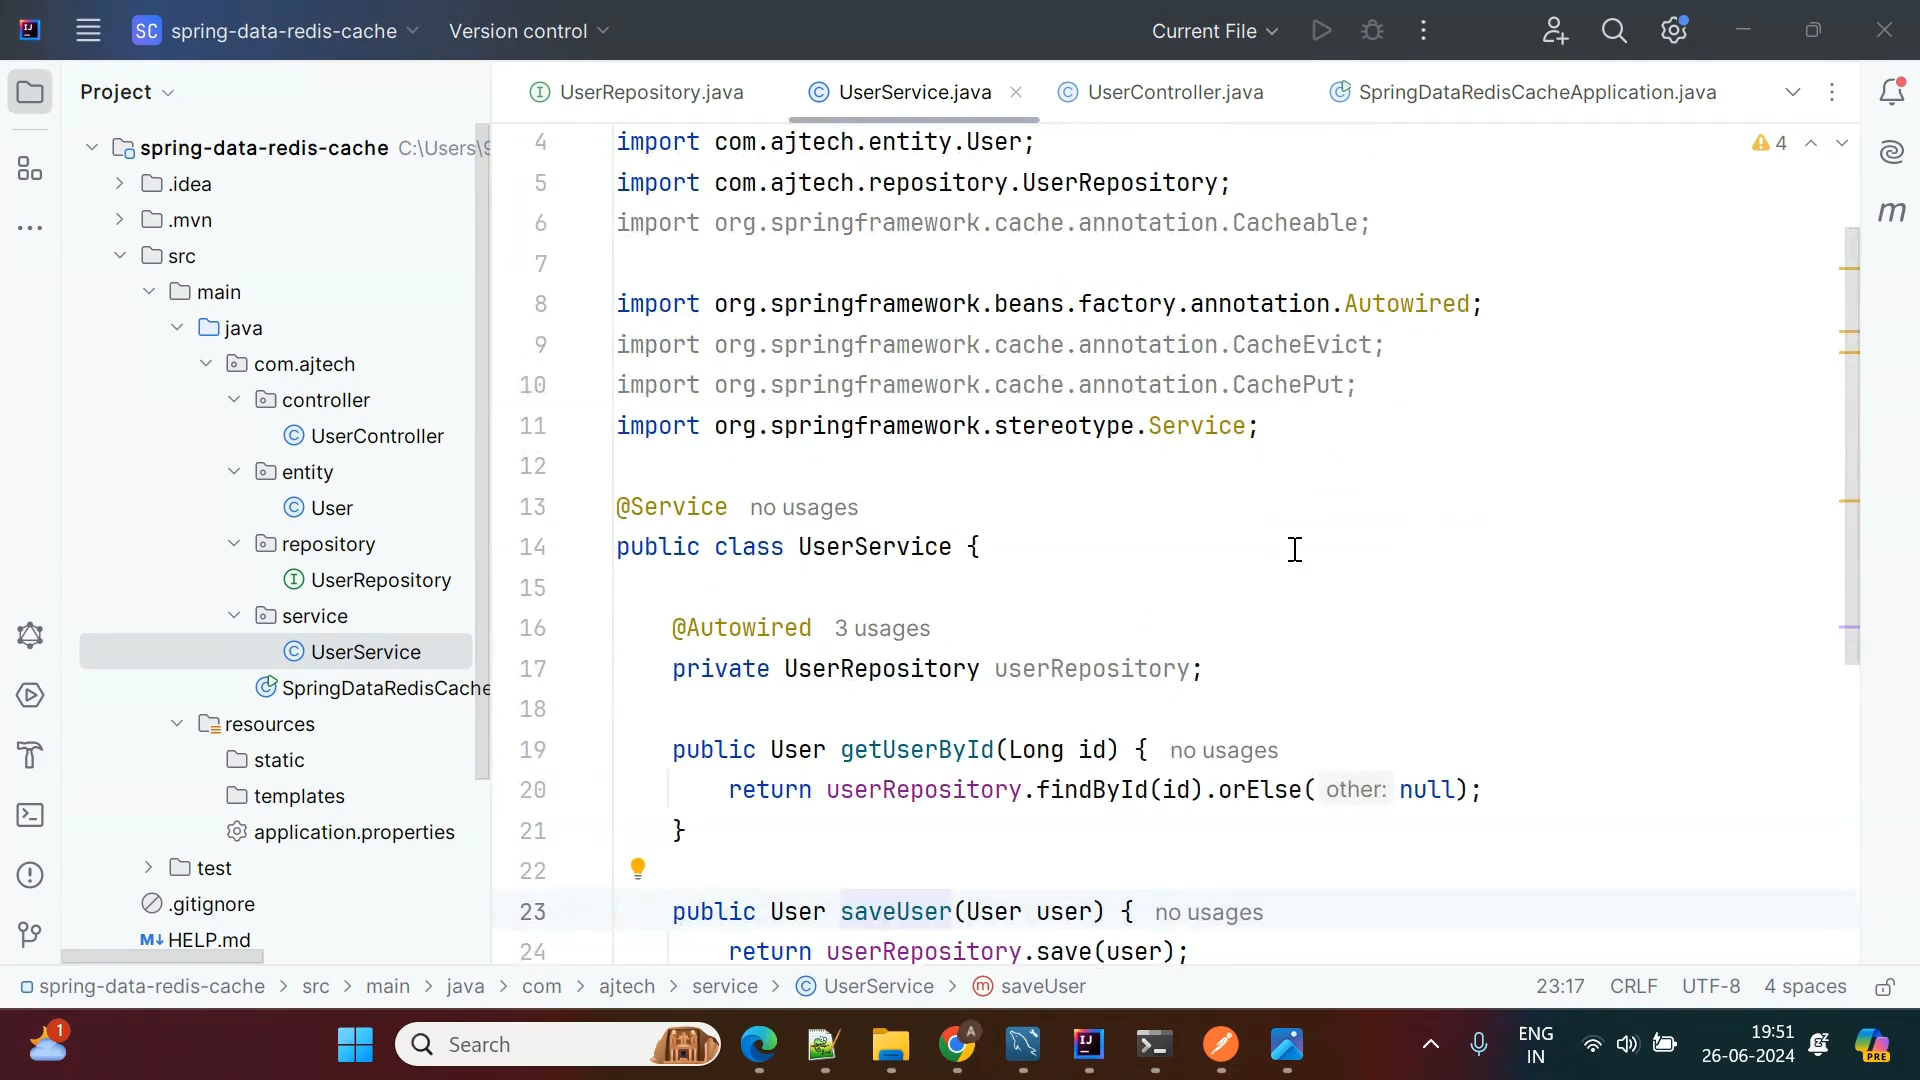 SC spring-data-redis-cache Version control Current File
Project
UserRepository.java UserService.java UserController.java SpringDataRedisCacheApplication.java
spring-data-redis-cache C:\Users\9
.idea
.mvn
src
main
java
com.ajtech
controller
UserController
entity
User
repository
UserRepository
service
UserService
SpringDataRedisCache
resources
static
templates
application.properties
test
.gitignore
M↓ HELP.md
4 import com.ajtech.entity.User;
4
5 import com.ajtech.repository.UserRepository;
6 import org.springframework.cache.annotation.Cacheable;
7
8 import org.springframework.beans.factory.annotation.Autowired;
9 import org.springframework.cache.annotation.CacheEvict;
10 import org.springframework.cache.annotation.CachePut;
11 import org.springframework.stereotype.Service;
12
13 @Service no usages
14 public class UserService {
15
16 @Autowired 3 usages
17 private UserRepository userRepository;
18
19 public User getUserById(Long id) { no usages
20 return userRepository.findById(id).orElse( other: null);
21 }
22
23 public User saveUser(User user) { no usages
24 return userRepository.save(user);
m
spring-data-redis-cache > src > main > java > com > ajtech > service > UserService > saveUser 23:17 CRLF UTF-8 4 spaces
1 Search ENG IN 19:51 26-06-2024 PRE